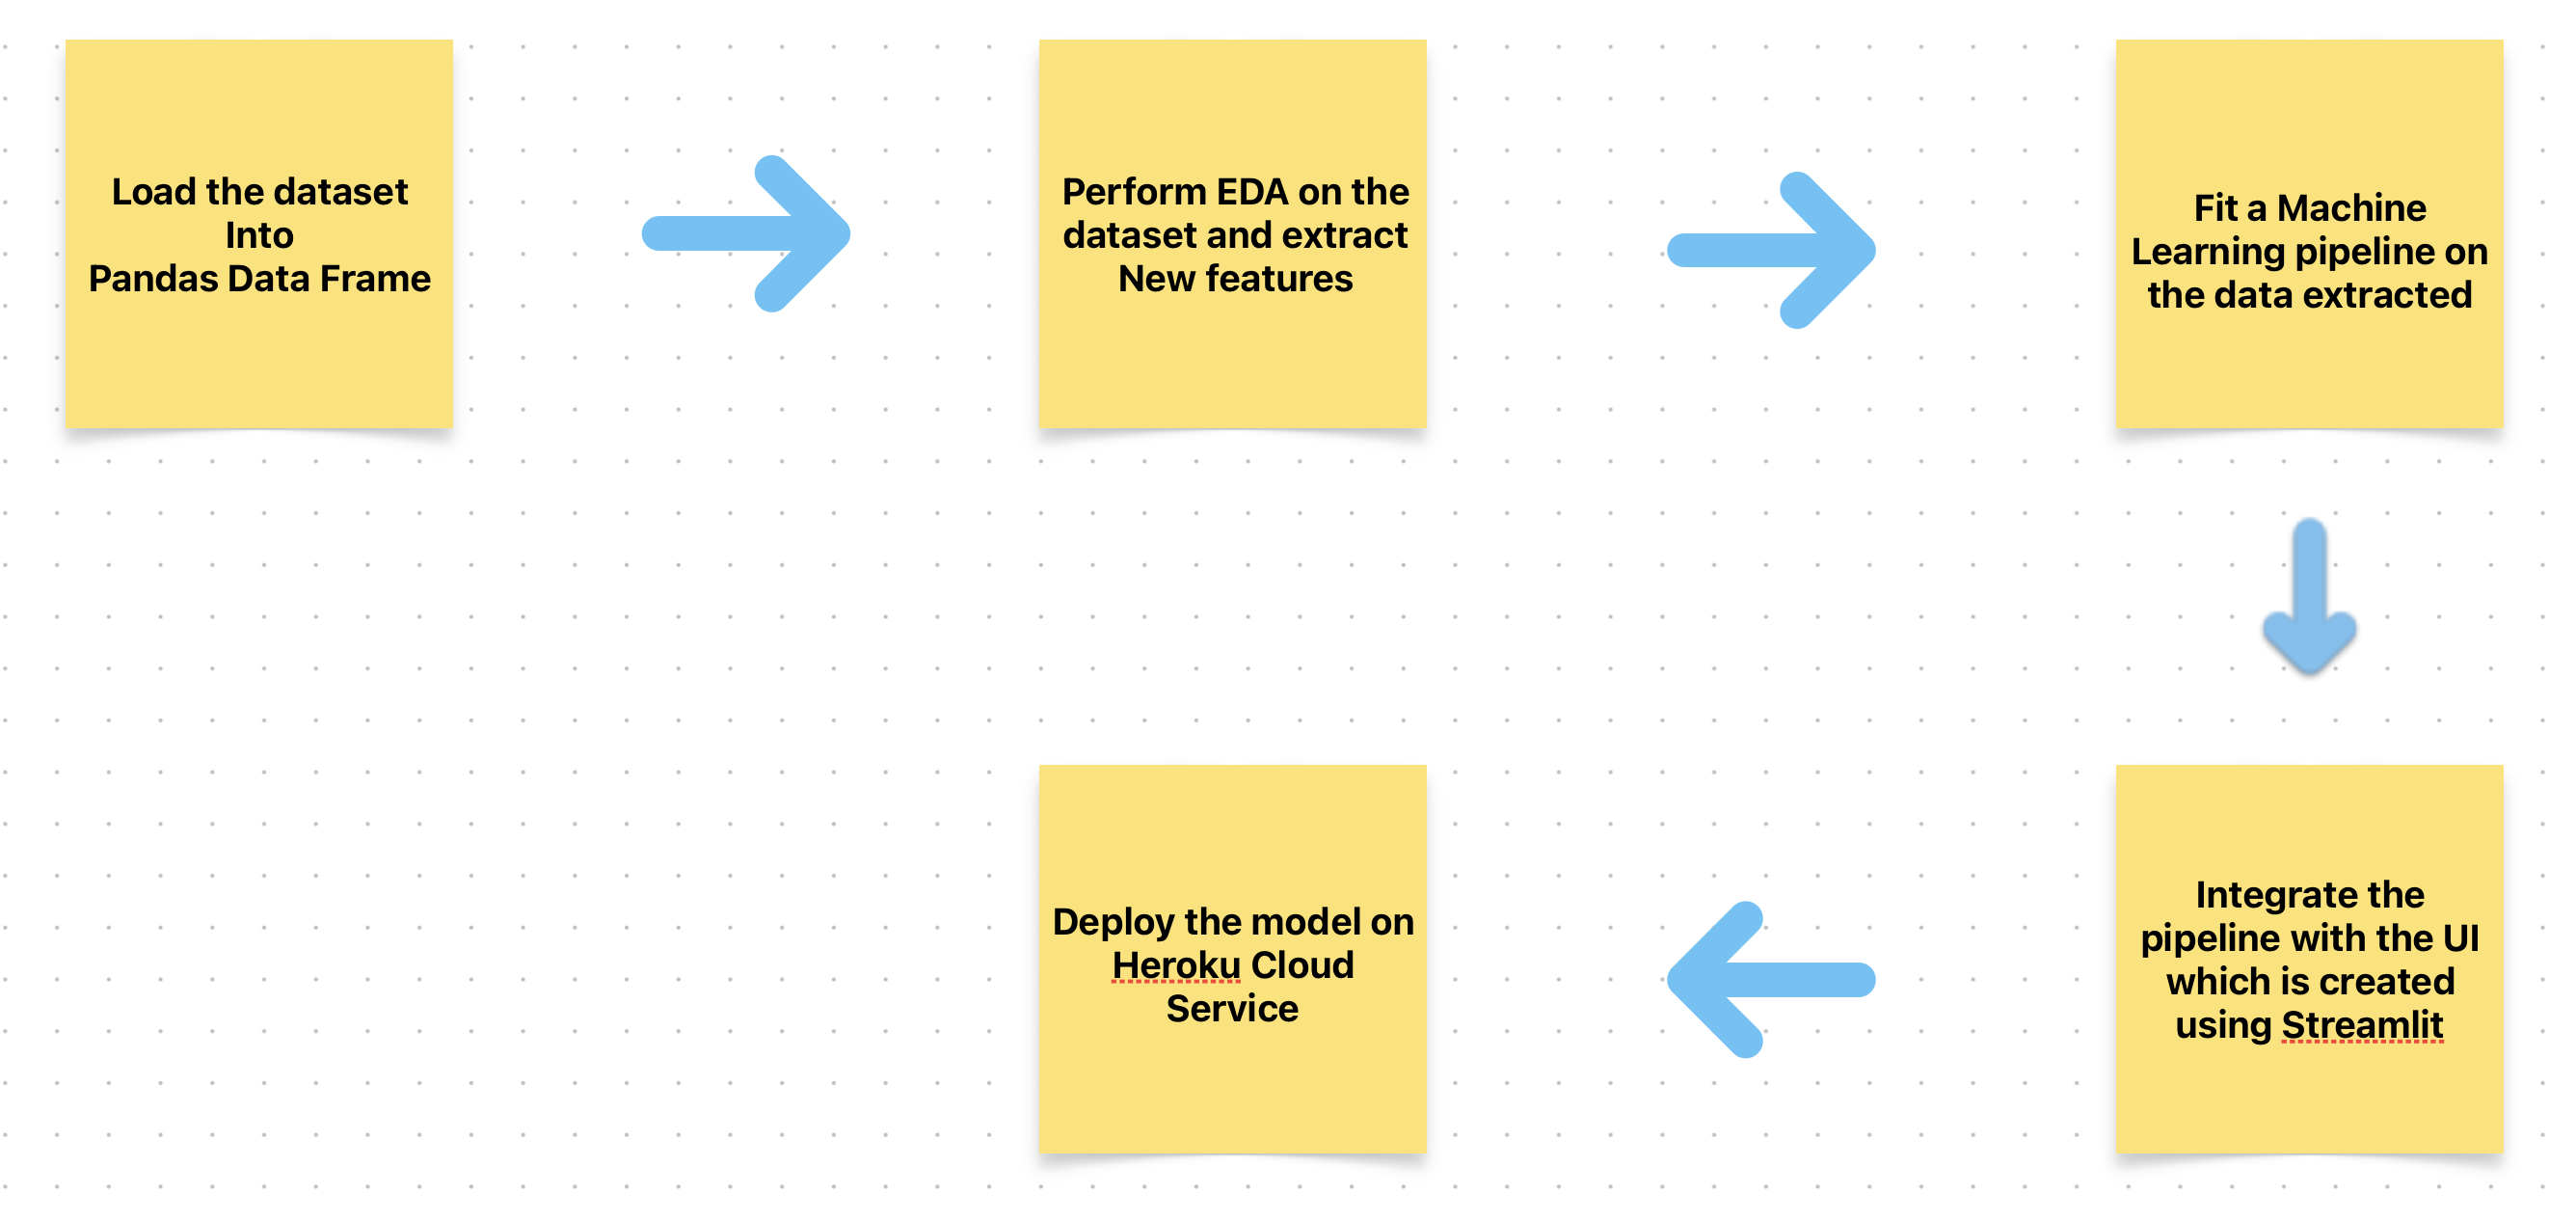 Load the dataset
Into
Pandas Data Frame
Perform EDA on the
dataset and extract
New features
Fit a Machine
Learning pipeline on
the data extracted
Integrate the
pipeline with the UI
which is created
using Streamlit
Deploy the model on
Heroku Cloud
Service